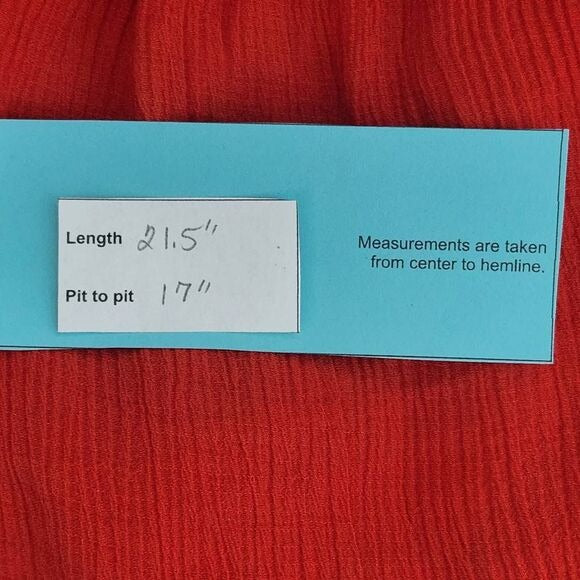 Length 21.5"
Pit to pit 17"
Measurements are taken
from center to hemline.